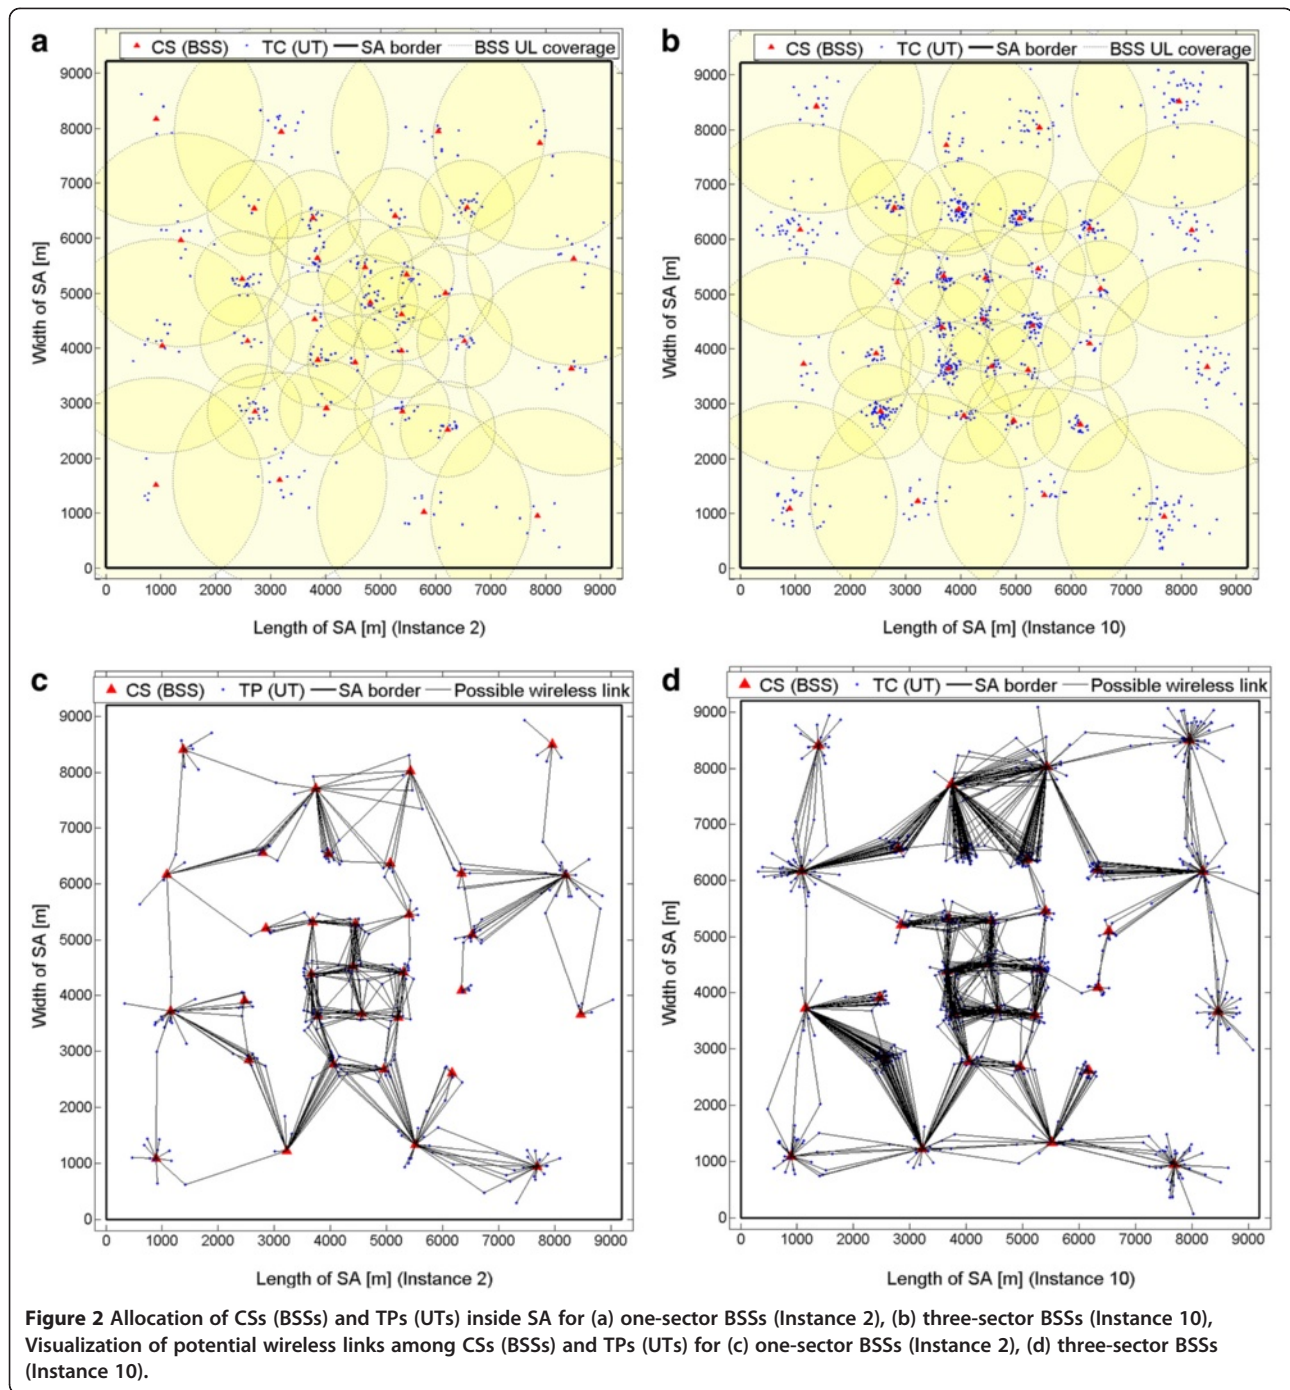 a
CS (BSS) TC (UT) SA border BSS UL coverage
9000
8000
7000
6000
5000
4000
3000
2000
1000
0
Width of SA [m]
0 1000 2000 3000 4000 5000 6000 7000 8000 9000
Length of SA [m] (Instance 2)
b
CS (BSS) TC (UT) SA border BSS UL coverage
9000
8000
7000
6000
5000
4000
3000
2000
1000
0
Width of SA [m]
0 1000 2000 3000 4000 5000 6000 7000 8000 9000
Length of SA [m] (Instance 10)
c
CS (BSS) TP (UT) SA border Possible wireless link
9000
8000
7000
6000
5000
4000
3000
2000
1000
0
Width of SA [m]
0 1000 2000 3000 4000 5000 6000 7000 8000 9000
Length of SA [m] (Instance 2)
d
CS (BSS) TC (UT) SA border Possible wireless link
9000
8000
7000
6000
5000
4000
3000
2000
1000
0
Width of SA [m]
0 1000 2000 3000 4000 5000 6000 7000 8000 9000
Length of SA [m] (Instance 10)
Figure 2 Allocation of CSs (BSSs) and TPs (UTs) inside SA for (a) one-sector BSSs (Instance 2), (b) three-sector BSSs (Instance 10),
Visualization of potential wireless links among CSs (BSSs) and TPs (UTs) for (c) one-sector BSSs (Instance 2), (d) three-sector BSSs
(Instance 10).